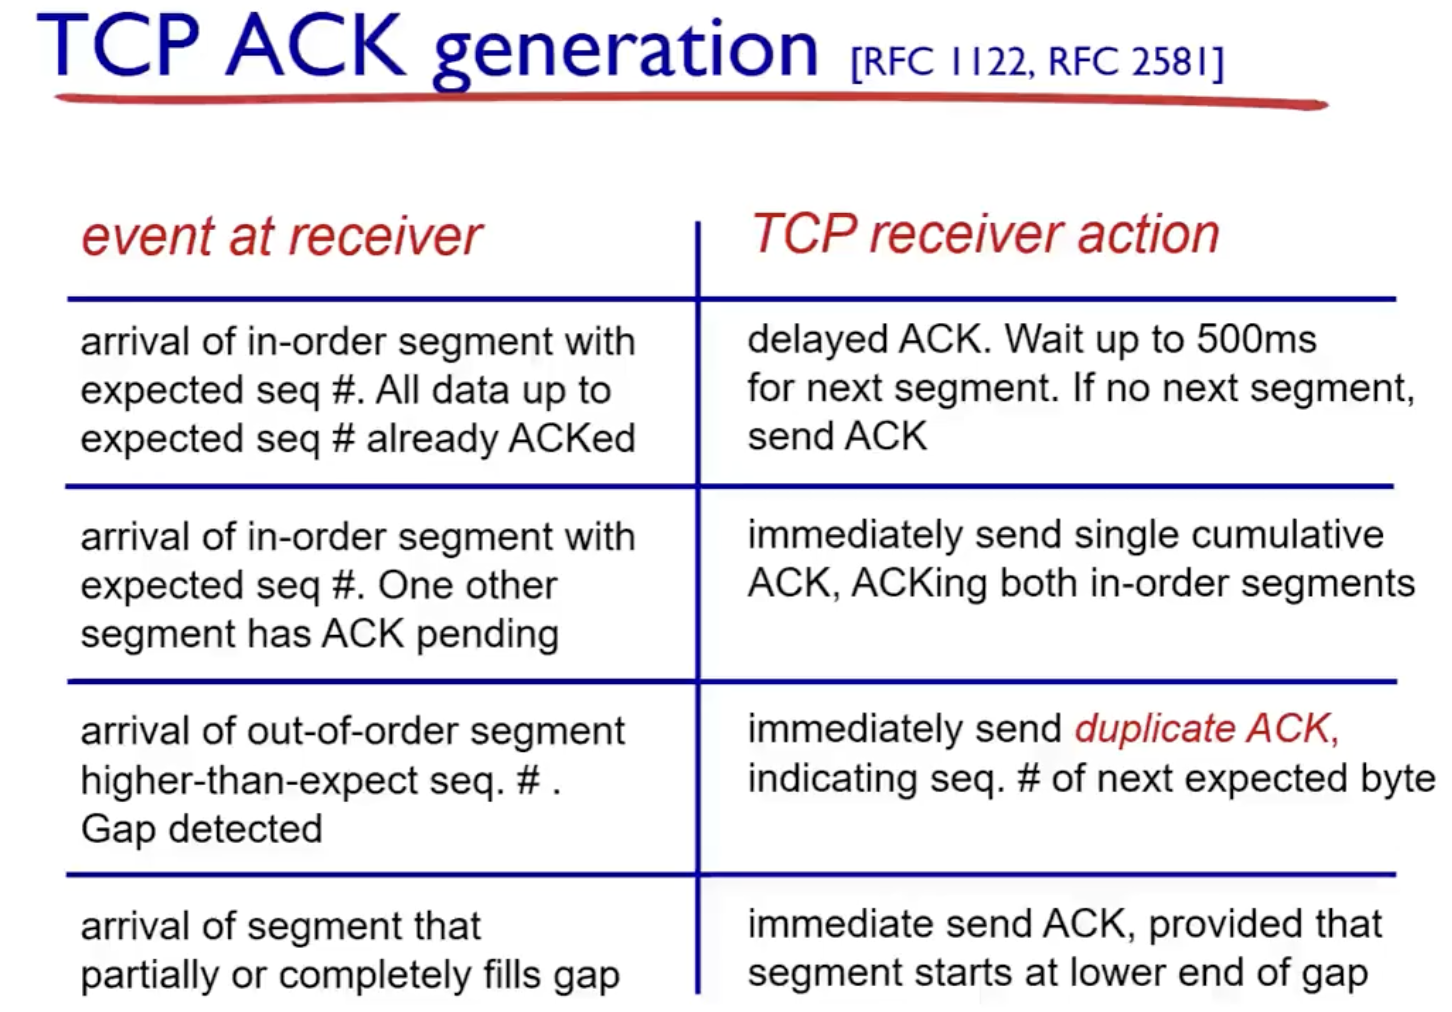 TCP ACK generation [RFC 1122, RFC 2581]
event at receiver
TCP receiver action
arrival of in-order segment with
expected seq #. All data up to
expected seq # already ACKed
delayed ACK. Wait up to 500ms
for next segment. If no next segment,
send ACK
arrival of in-order segment with
expected seq #. One other
segment has ACK pending
immediately send single cumulative
ACK, ACKing both in-order segments
arrival of out-of-order segment
higher-than-expect seq. # .
Gap detected
immediately send duplicate ACK,
indicating seq. # of next expected byte
arrival of segment that
partially or completely fills gap
immediate send ACK, provided that
segment starts at lower end of gap